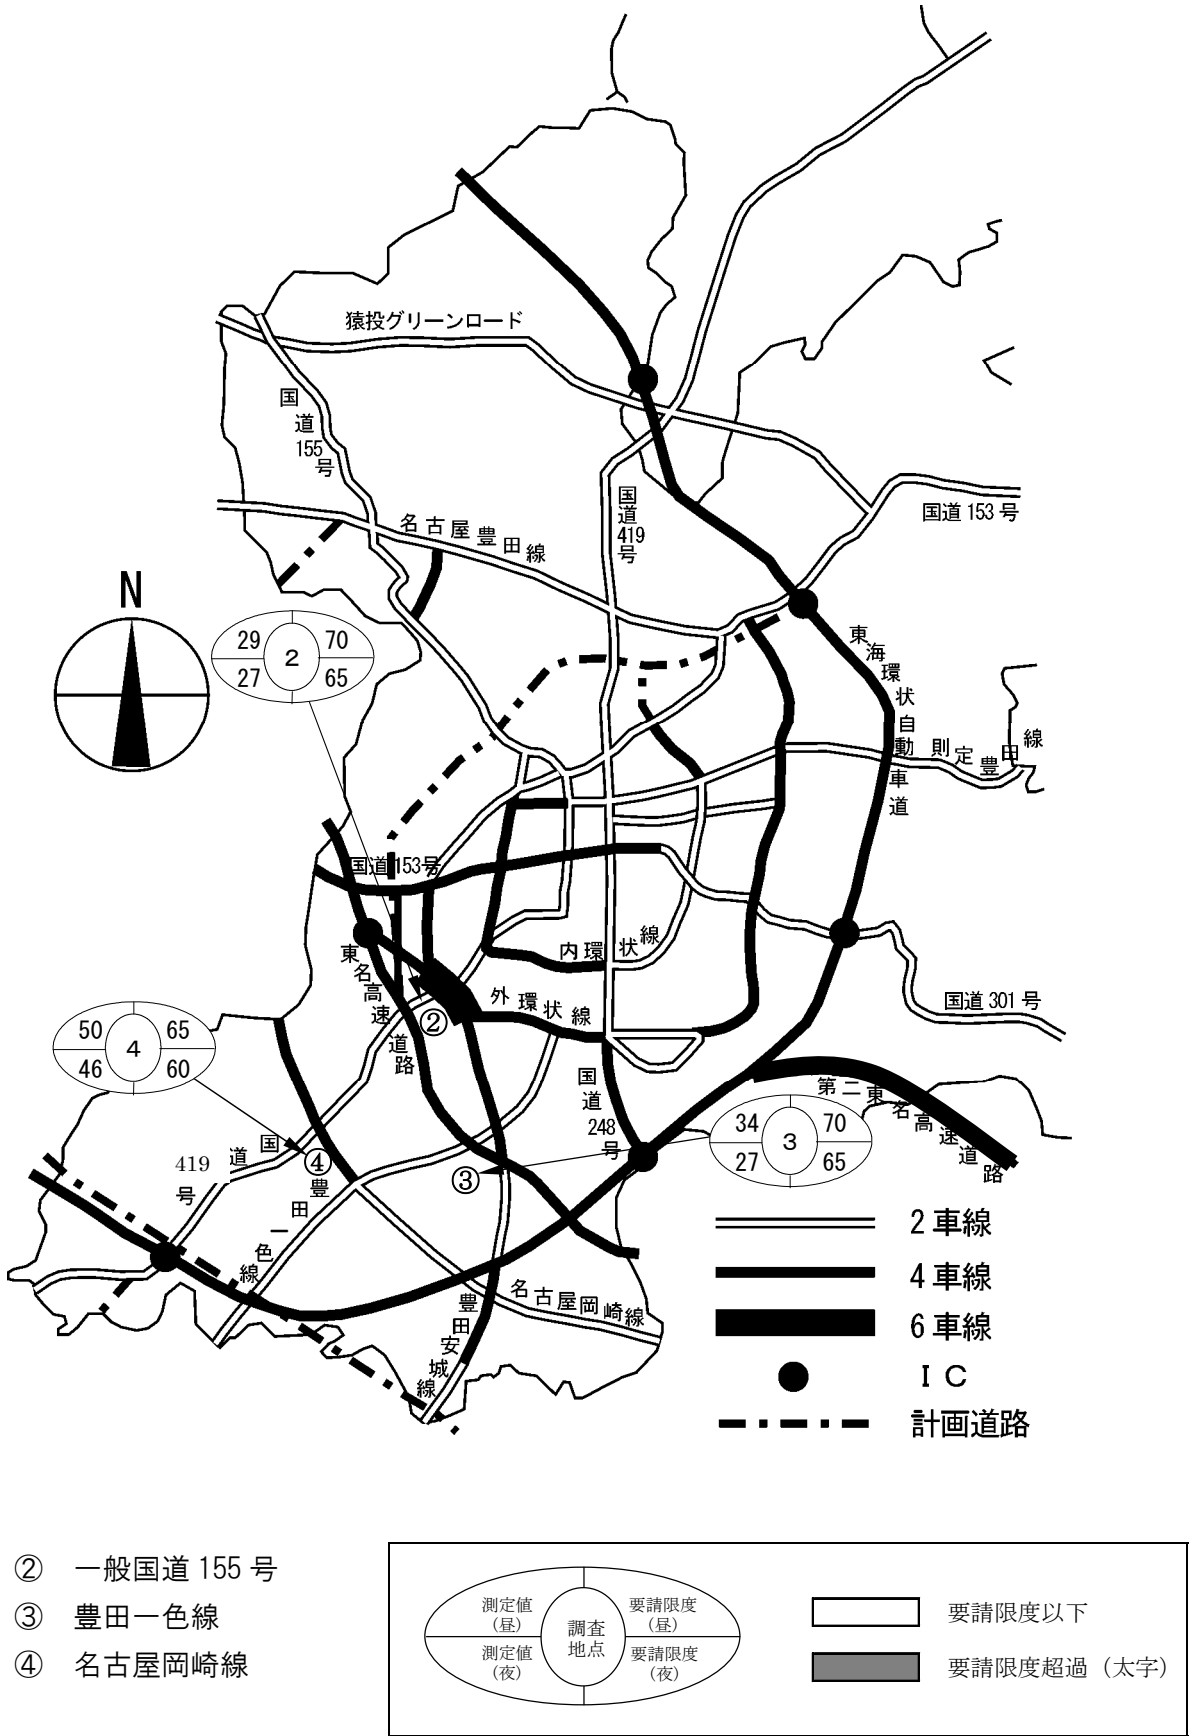 猿投グリーンロード
国道155号
名古屋豊田線
国道419号
国道153号
N
29
70
2
27
65
東海環状自動車道
則定豊田線
国道153号
東名高速道路
内環状線
外環状線
②
国道301号
50
65
4
46
60
国道248号
第二東名高速道路
34
70
3
27
65
国道419号
④
③
豊田一色線
名古屋岡崎線
豊田安城線
2車線
4車線
6車線
IC
計画道路
② 一般国道155号
③ 豊田一色線
④ 名古屋岡崎線
測定値
(昼)
要請限度
(昼)
調査
地点
測定値
(夜)
要請限度
(夜)
要請限度以下
要請限度超過（太字）